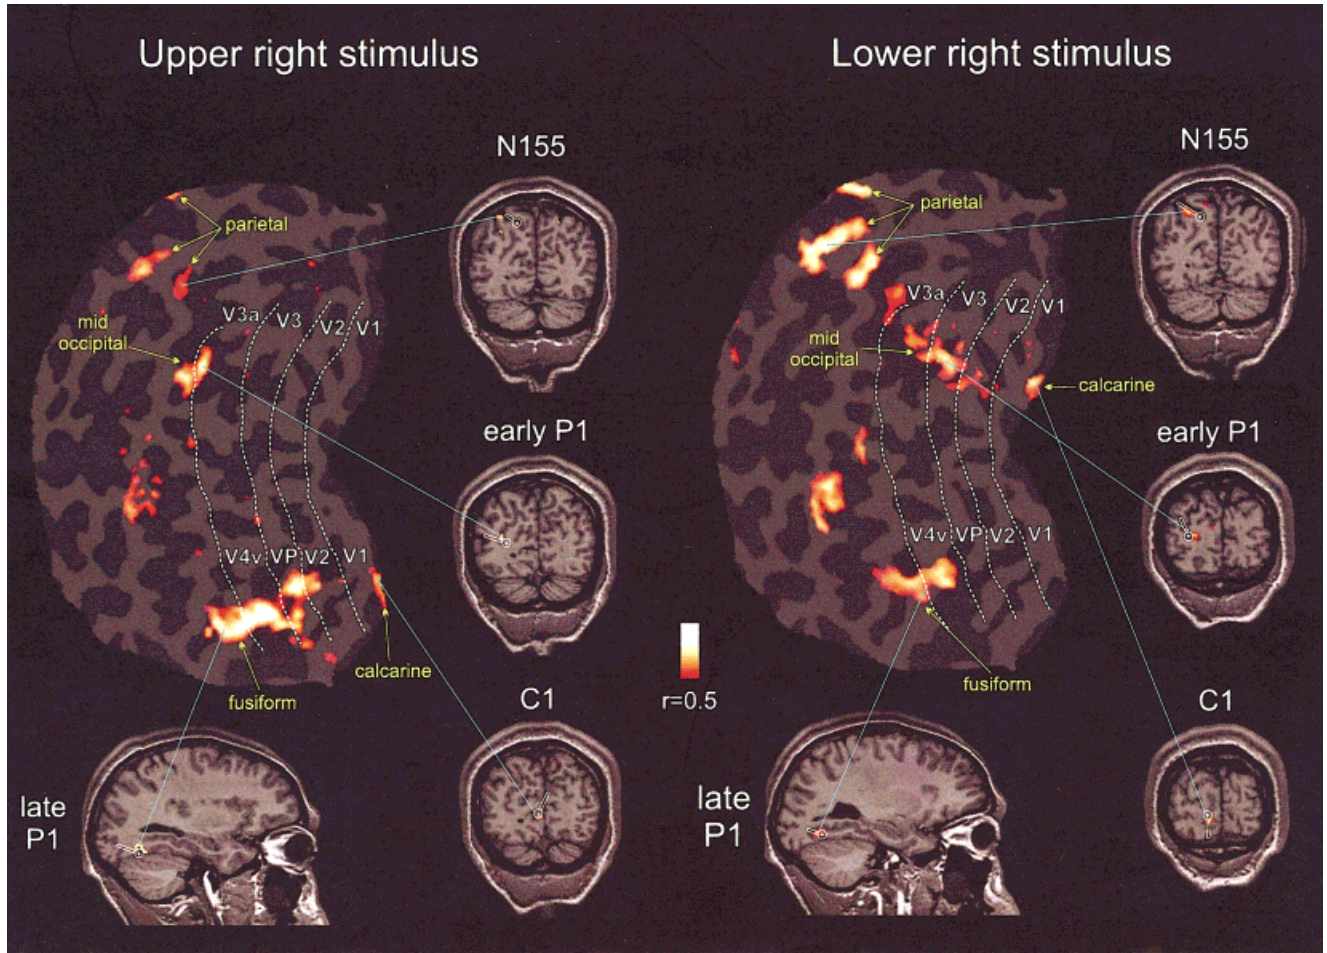 Upper right stimulus
N155
parietal
V3a
V3
V2
V1
mid
occipital
early P1
V4v
VP
V2
V1
calcarine
fusiform
C1
late
P1
r=0.5
Lower right stimulus
N155
parietal
V3a
V3
V2
V1
mid
occipital
calcarine
early P1
V4v
VP
V2
V1
fusiform
C1
late
P1